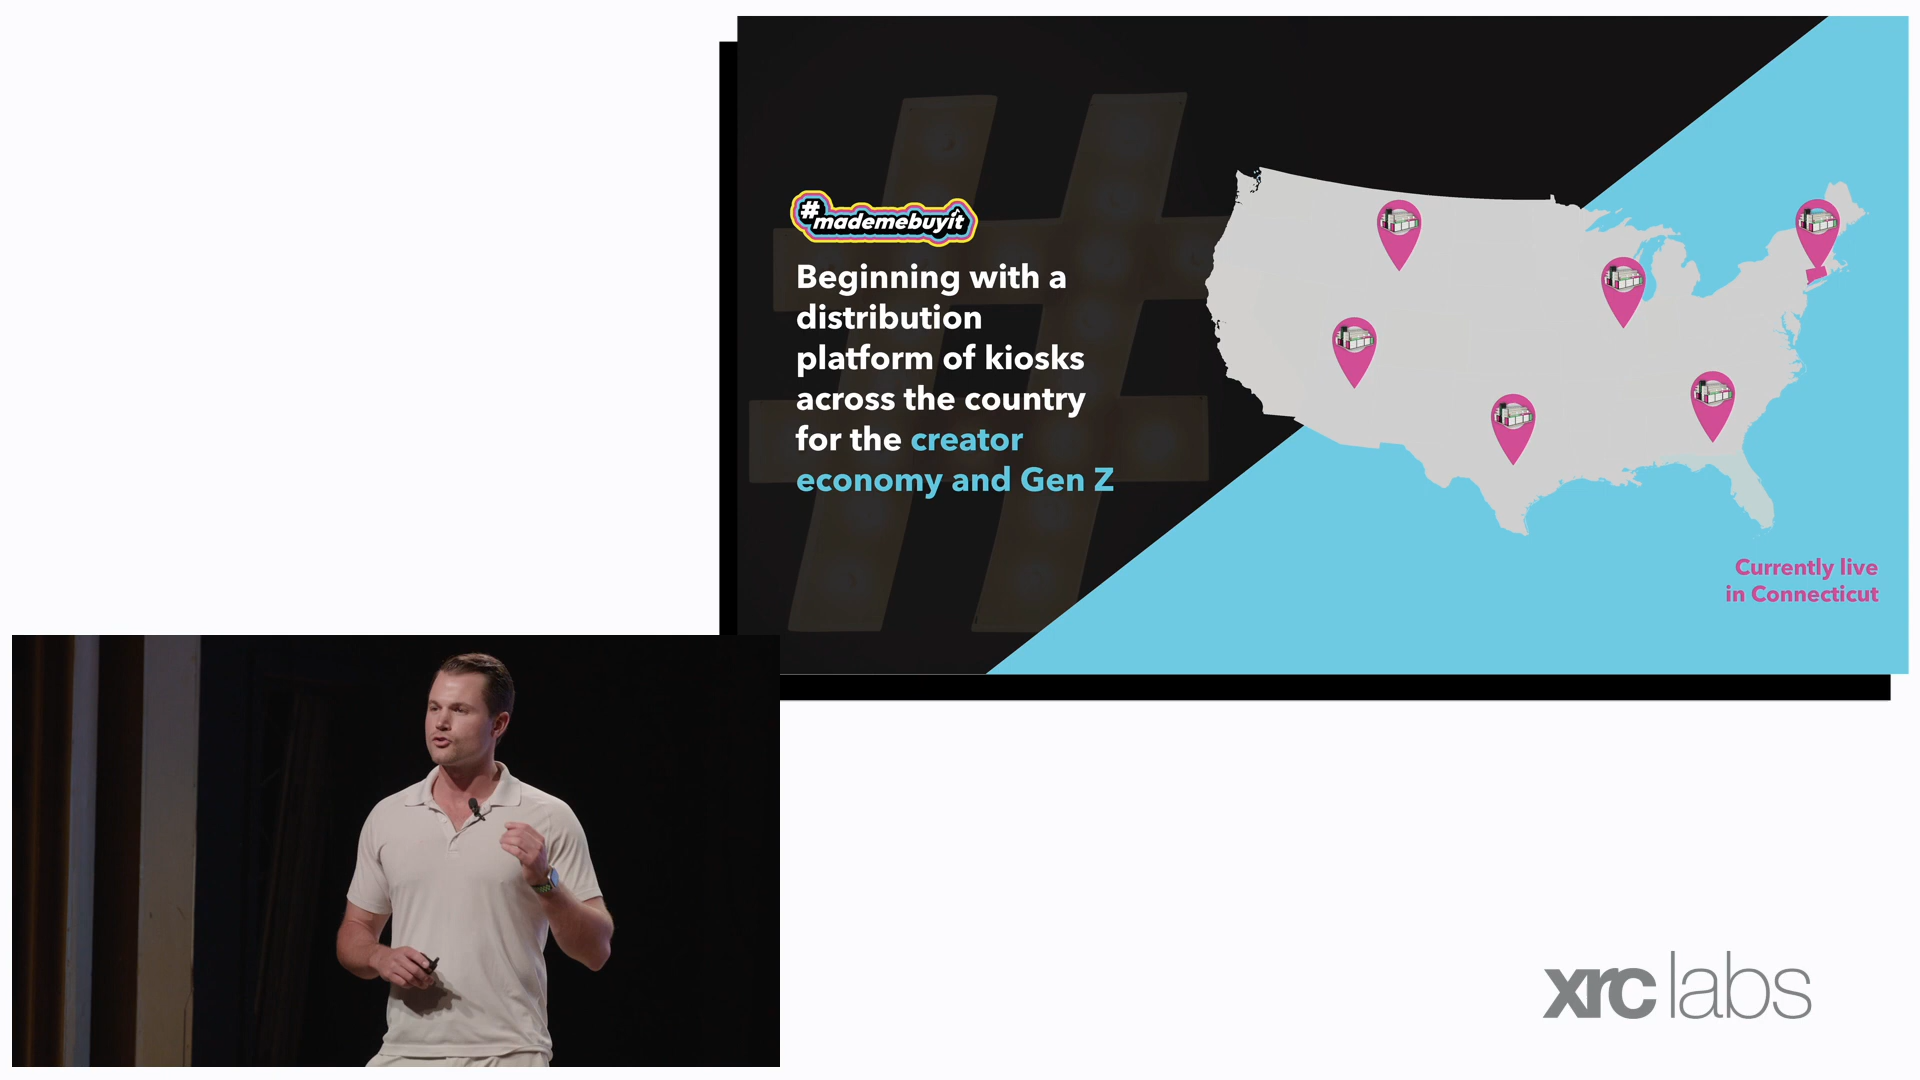 #mademebuyit
Beginning with a
distribution
platform of kiosks
across the country
for the creator
economy and Gen Z
Currently live
in Connecticut
xrc labs